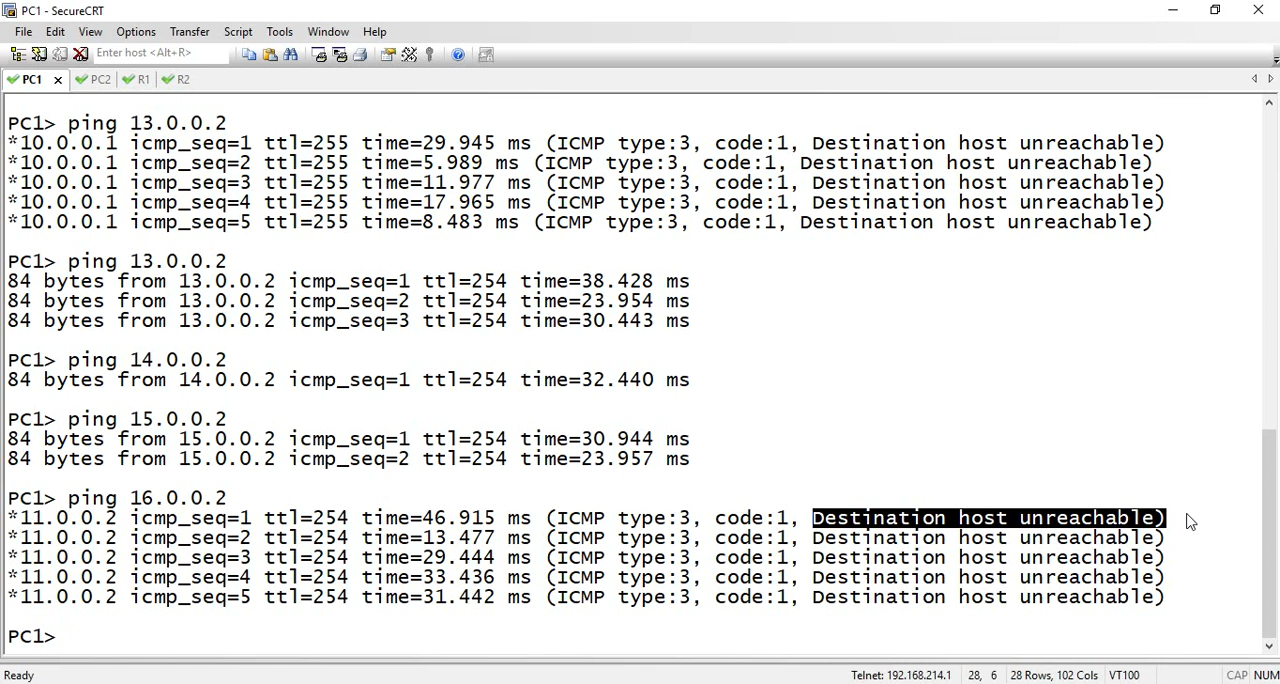 PC1 - SecureCRT
File Edit View Options Transfer Script Tools Window Help
Enter host <Alt+R>
PC1 PC2 R1 R2
PC1> ping 13.0.0.2
*10.0.0.1 icmp_seq=1 ttl=255 time=29.945 ms (ICMP type:3, code:1, Destination host unreachable)
*10.0.0.1 icmp_seq=2 ttl=255 time=5.989 ms (ICMP type:3, code:1, Destination host unreachable)
*10.0.0.1 icmp_seq=3 ttl=255 time=11.977 ms (ICMP type:3, code:1, Destination host unreachable)
*10.0.0.1 icmp_seq=4 ttl=255 time=17.965 ms (ICMP type:3, code:1, Destination host unreachable)
*10.0.0.1 icmp_seq=5 ttl=255 time=8.483 ms (ICMP type:3, code:1, Destination host unreachable)
PC1> ping 13.0.0.2
84 bytes from 13.0.0.2 icmp_seq=1 ttl=254 time=38.428 ms
84 bytes from 13.0.0.2 icmp_seq=2 ttl=254 time=23.954 ms
84 bytes from 13.0.0.2 icmp_seq=3 ttl=254 time=30.443 ms
PC1> ping 14.0.0.2
84 bytes from 14.0.0.2 icmp_seq=1 ttl=254 time=32.440 ms
PC1> ping 15.0.0.2
84 bytes from 15.0.0.2 icmp_seq=1 ttl=254 time=30.944 ms
84 bytes from 15.0.0.2 icmp_seq=2 ttl=254 time=23.957 ms
PC1> ping 16.0.0.2
*11.0.0.2 icmp_seq=1 ttl=254 time=46.915 ms (ICMP type:3, code:1, Destination host unreachable)
*11.0.0.2 icmp_seq=2 ttl=254 time=13.477 ms (ICMP type:3, code:1, Destination host unreachable)
*11.0.0.2 icmp_seq=3 ttl=254 time=29.444 ms (ICMP type:3, code:1, Destination host unreachable)
*11.0.0.2 icmp_seq=4 ttl=254 time=33.436 ms (ICMP type:3, code:1, Destination host unreachable)
*11.0.0.2 icmp_seq=5 ttl=254 time=31.442 ms (ICMP type:3, code:1, Destination host unreachable)
PC1>
Ready Telnet: 192.168.214.1 28, 6 28 Rows, 102 Cols VT100 CAP NUM